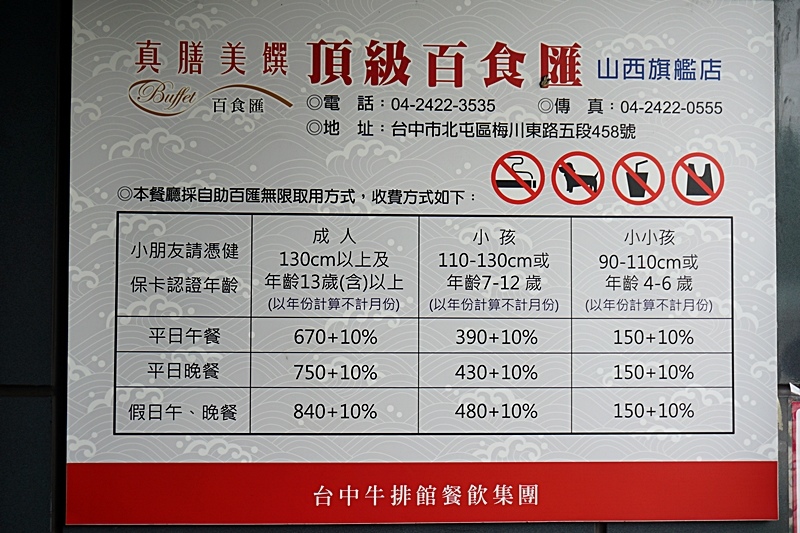 真膳美饌 頂級百食匯 山西旗艦店
Buffet 百食匯
◎電 話：04-2422-3535 ◎傳 真：04-2422-0555
◎地 址：台中市北屯區梅川東路五段458號
◎本餐廳採自助百匯無限取用方式，收費方式如下：
小朋友請憑健保卡認證年齡 成 人 130cm以上及年齡13歲(含)以上 (以年份計算不計月份) 小 孩 110-130cm或年齡7-12 歲 (以年份計算不計月份) 小小孩 90-110cm或年齡 4-6 歲 (以年份計算不計月份)
平日午餐 670+10% 390+10% 150+10%
平日晚餐 750+10% 430+10% 150+10%
假日午、晚餐 840+10% 480+10% 150+10%
台中牛排館餐飲集團